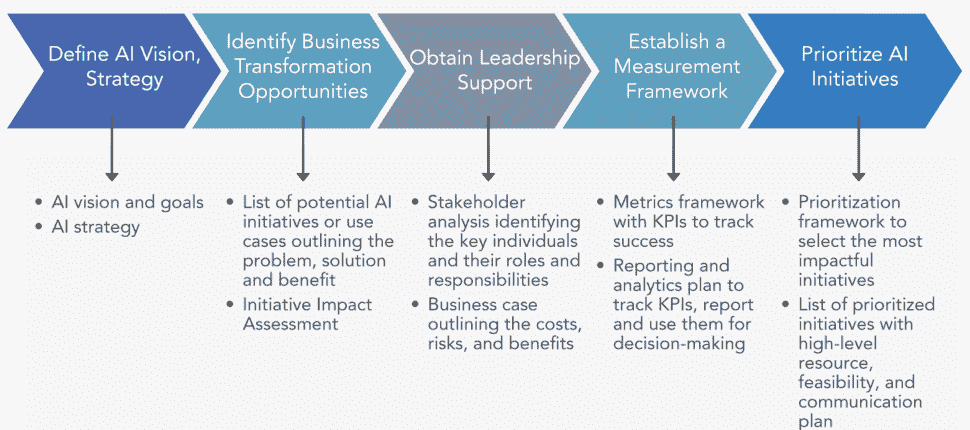 Define AI Vision,
Strategy
Identify Business
Transformation
Opportunities
Obtain Leadership
Support
Establish a
Measurement
Framework
Prioritize AI
Initiatives
• AI vision and goals
• AI strategy
• List of potential AI
initiatives or use
cases outlining the
problem, solution
and benefit
• Initiative Impact
Assessment
• Stakeholder
analysis identifying
the key individuals
and their roles and
responsibilities
• Business case
outlining the costs,
risks, and benefits
• Metrics framework
with KPIs to track
success
• Reporting and
analytics plan to
track KPIs, report
and use them for
decision-making
• Prioritization
framework to
select the most
impactful
initiatives
• List of prioritized
initiatives with
high-level
resource,
feasibility, and
communication
plan